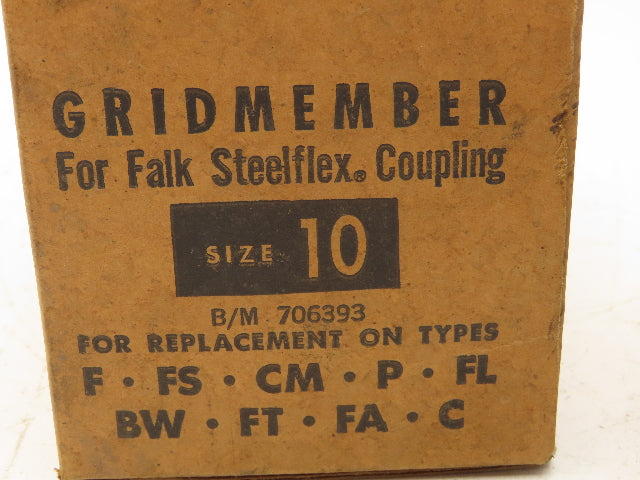 GRIDMEMBER
For Falk Steelflex® Coupling
SIZE 10
B/M 706393
FOR REPLACEMENT ON TYPES
F • FS • CM • P • FL
BW • FT • FA • C